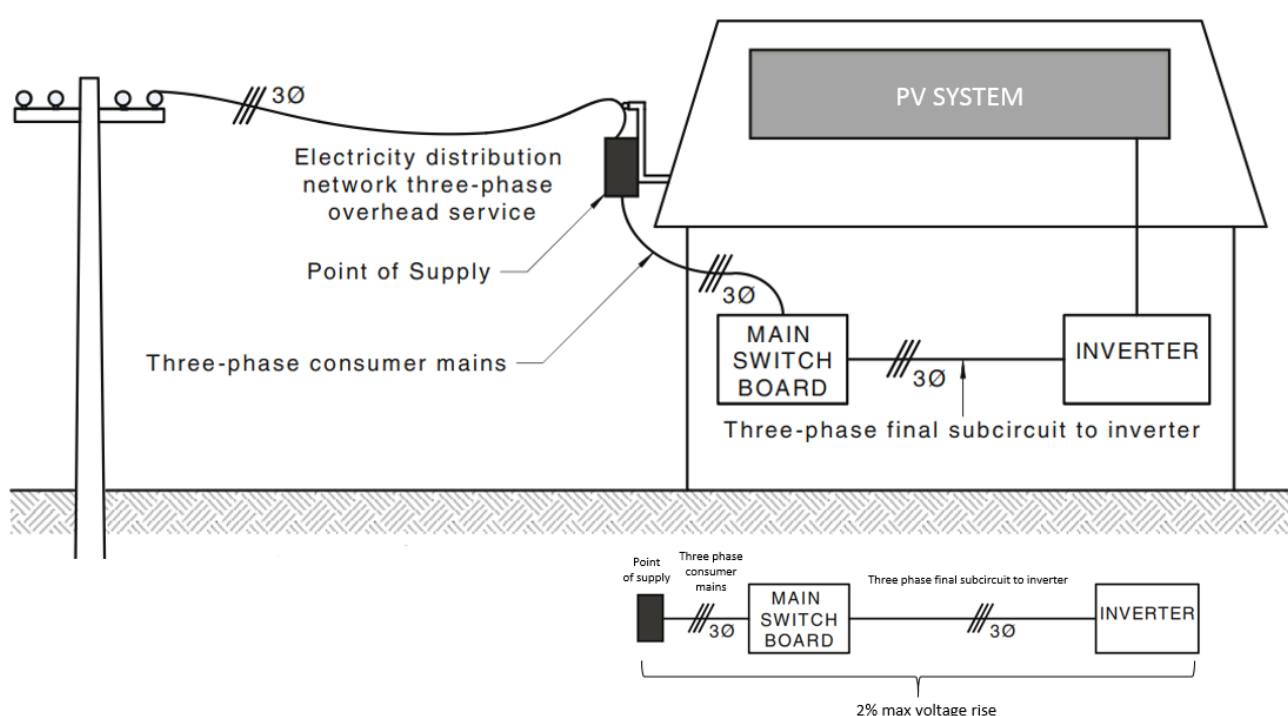 3Ø
PV SYSTEM
Electricity distribution
network three-phase
overhead service
Point of Supply
3Ø
Three-phase consumer mains
MAIN
SWITCH
BOARD
3Ø
INVERTER
Three-phase final subcircuit to inverter
Point
of supply
Three phase
consumer
mains
3Ø
MAIN
SWITCH
BOARD
Three phase final subcircuit to inverter
3Ø
INVERTER
2% max voltage rise